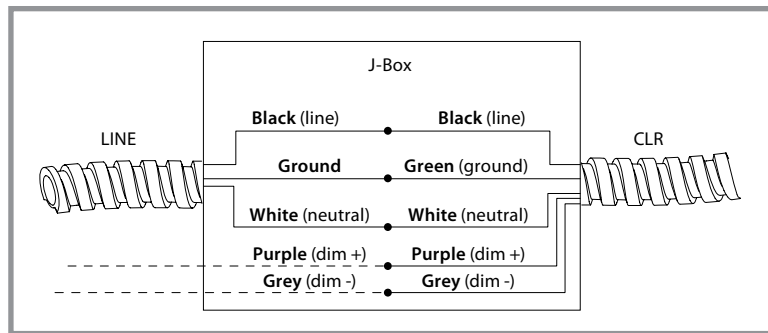 J-Box
Black (line) Black (line)
LINE CLR
Ground Green (ground)
White (neutral) White (neutral)
Purple (dim +) Purple (dim +)
Grey (dim -) Grey (dim -)